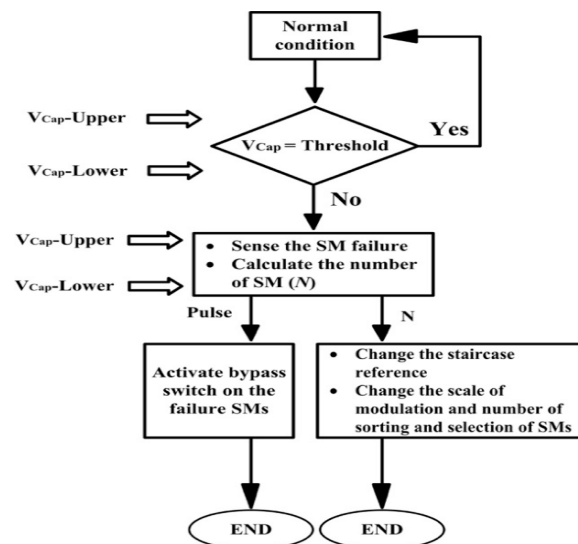 Normal
condition
VCap-Upper
Yes
VCap = Threshold
VCap-Lower
No
VCap-Upper
• Sense the SM failure
• Calculate the number
of SM (N)
VCap-Lower
Pulse
N
Activate bypass
switch on the
failure SMs
• Change the staircase
reference
• Change the scale of
modulation and number of
sorting and selection of SMs
END
END